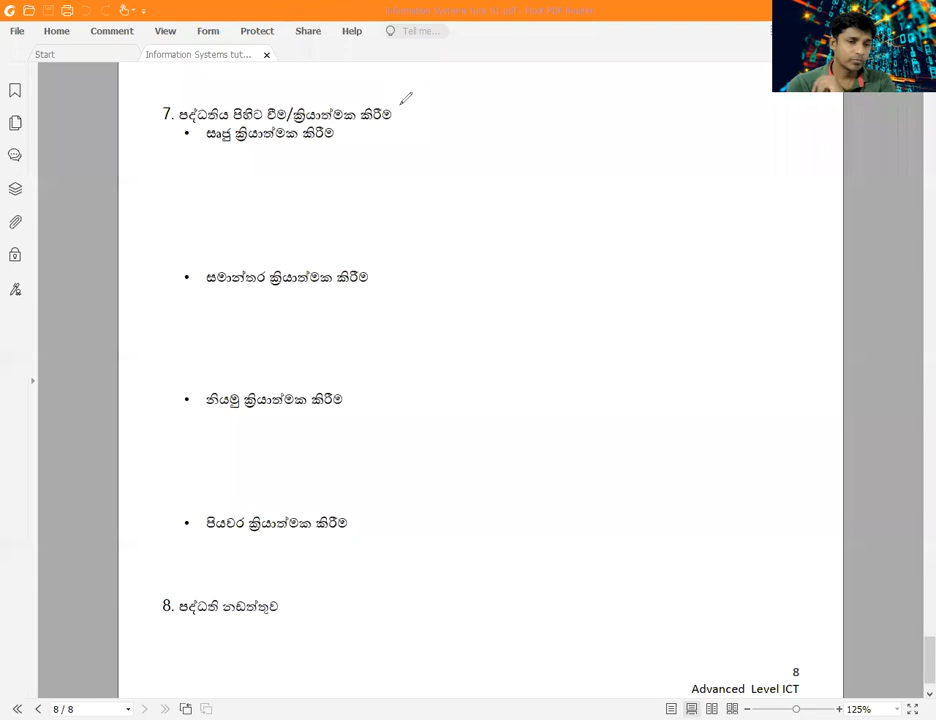 Information Systems tutr 01.pdf - Foxit PDF Reader
File Home Comment View Form Protect Share Help Tell me...
Start Information Systems tut...
7. පද්ධතිය පිහිට වීම/ක්‍රියාත්මක කිරීම
• සෘජු ක්‍රියාත්මක කිරීම
• සමාන්තර ක්‍රියාත්මක කිරීම
• නියමු ක්‍රියාත්මක කිරීම
• පියවර ක්‍රියාත්මක කිරීම
8. පද්ධති නඩත්තුව
8
Advanced Level ICT
8 / 8
125%